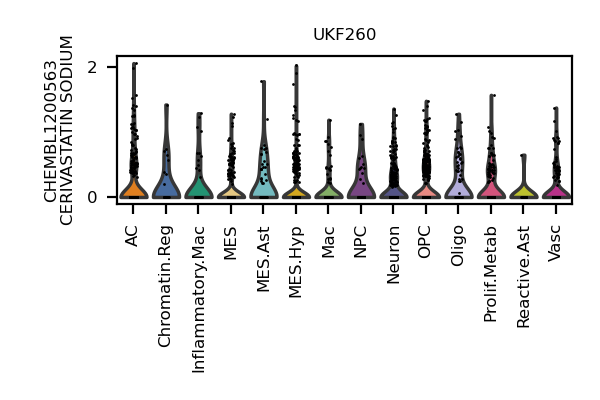 UKF260
CHEMBL1200563
CERIVASTATIN SODIUM
2
0
AC
Chromatin.Reg
Inflammatory.Mac
MES
MES.Ast
MES.Hyp
Mac
NPC
Neuron
OPC
Oligo
Prolif.Metab
Reactive.Ast
Vasc